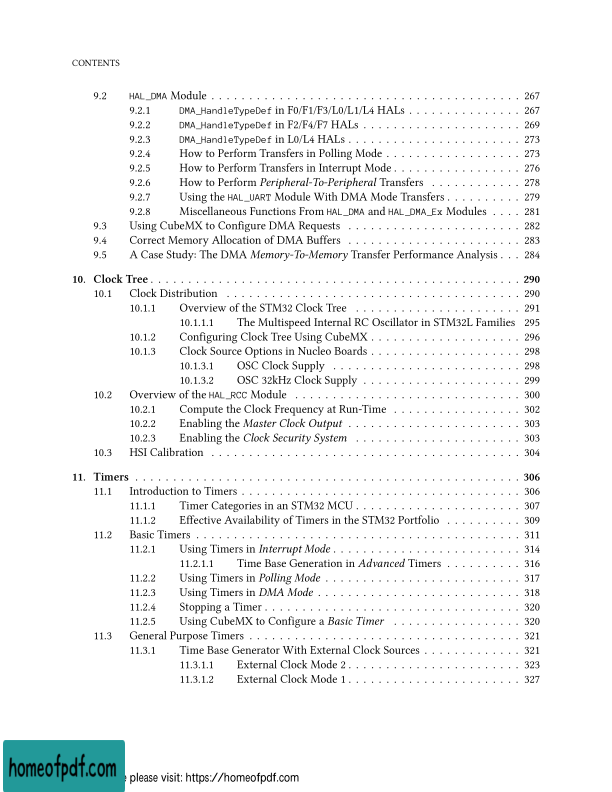 CONTENTS
9.2 HAL_DMA Module . . . . . . . . . . . . . . . . . . . . . . . . . . . . . . . . . . . . . . . . . 267
9.2.1 DMA_HandleTypeDef in F0/F1/F3/L0/L1/L4 HALs . . . . . . . . . . . . . . . 267
9.2.2 DMA_HandleTypeDef in F2/F4/F7 HALs . . . . . . . . . . . . . . . . . . . . . 269
9.2.3 DMA_HandleTypeDef in L0/L4 HALs . . . . . . . . . . . . . . . . . . . . . . . 273
9.2.4 How to Perform Transfers in Polling Mode . . . . . . . . . . . . . . . . . . 273
9.2.5 How to Perform Transfers in Interrupt Mode . . . . . . . . . . . . . . . . . 276
9.2.6 How to Perform Peripheral-To-Peripheral Transfers . . . . . . . . . . . . 278
9.2.7 Using the HAL_UART Module With DMA Mode Transfers . . . . . . . . . . 279
9.2.8 Miscellaneous Functions From HAL_DMA and HAL_DMA_Ex Modules . . . . 281
9.3 Using CubeMX to Configure DMA Requests . . . . . . . . . . . . . . . . . . . . . . . 282
9.4 Correct Memory Allocation of DMA Buffers . . . . . . . . . . . . . . . . . . . . . . . 283
9.5 A Case Study: The DMA Memory-To-Memory Transfer Performance Analysis . . . 284
10. Clock Tree . . . . . . . . . . . . . . . . . . . . . . . . . . . . . . . . . . . . . . . . . . . . . . . . . 290
10.1 Clock Distribution . . . . . . . . . . . . . . . . . . . . . . . . . . . . . . . . . . . . . . . 290
10.1.1 Overview of the STM32 Clock Tree . . . . . . . . . . . . . . . . . . . . . . 291
10.1.1.1 The Multispeed Internal RC Oscillator in STM32L Families 295
10.1.2 Configuring Clock Tree Using CubeMX . . . . . . . . . . . . . . . . . . . . 296
10.1.3 Clock Source Options in Nucleo Boards . . . . . . . . . . . . . . . . . . . . 298
10.1.3.1 OSC Clock Supply . . . . . . . . . . . . . . . . . . . . . . . . . 298
10.1.3.2 OSC 32kHz Clock Supply . . . . . . . . . . . . . . . . . . . . . 299
10.2 Overview of the HAL_RCC Module . . . . . . . . . . . . . . . . . . . . . . . . . . . . . . 300
10.2.1 Compute the Clock Frequency at Run-Time . . . . . . . . . . . . . . . . . 302
10.2.2 Enabling the Master Clock Output . . . . . . . . . . . . . . . . . . . . . . . 303
10.2.3 Enabling the Clock Security System . . . . . . . . . . . . . . . . . . . . . . 303
10.3 HSI Calibration . . . . . . . . . . . . . . . . . . . . . . . . . . . . . . . . . . . . . . . . . 304
11. Timers . . . . . . . . . . . . . . . . . . . . . . . . . . . . . . . . . . . . . . . . . . . . . . . . . . . 306
11.1 Introduction to Timers . . . . . . . . . . . . . . . . . . . . . . . . . . . . . . . . . . . . . 306
11.1.1 Timer Categories in an STM32 MCU . . . . . . . . . . . . . . . . . . . . . . 307
11.1.2 Effective Availability of Timers in the STM32 Portfolio . . . . . . . . . . 309
11.2 Basic Timers . . . . . . . . . . . . . . . . . . . . . . . . . . . . . . . . . . . . . . . . . . . 311
11.2.1 Using Timers in Interrupt Mode . . . . . . . . . . . . . . . . . . . . . . . . . 314
11.2.1.1 Time Base Generation in Advanced Timers . . . . . . . . . . 316
11.2.2 Using Timers in Polling Mode . . . . . . . . . . . . . . . . . . . . . . . . . . 317
11.2.3 Using Timers in DMA Mode . . . . . . . . . . . . . . . . . . . . . . . . . . . 318
11.2.4 Stopping a Timer . . . . . . . . . . . . . . . . . . . . . . . . . . . . . . . . . . 320
11.2.5 Using CubeMX to Configure a Basic Timer . . . . . . . . . . . . . . . . . 320
11.3 General Purpose Timers . . . . . . . . . . . . . . . . . . . . . . . . . . . . . . . . . . . . 321
11.3.1 Time Base Generator With External Clock Sources . . . . . . . . . . . . . 321
11.3.1.1 External Clock Mode 2 . . . . . . . . . . . . . . . . . . . . . . . 323
11.3.1.2 External Clock Mode 1 . . . . . . . . . . . . . . . . . . . . . . . 327
homeofpdf.com
please visit: https://homeofpdf.com